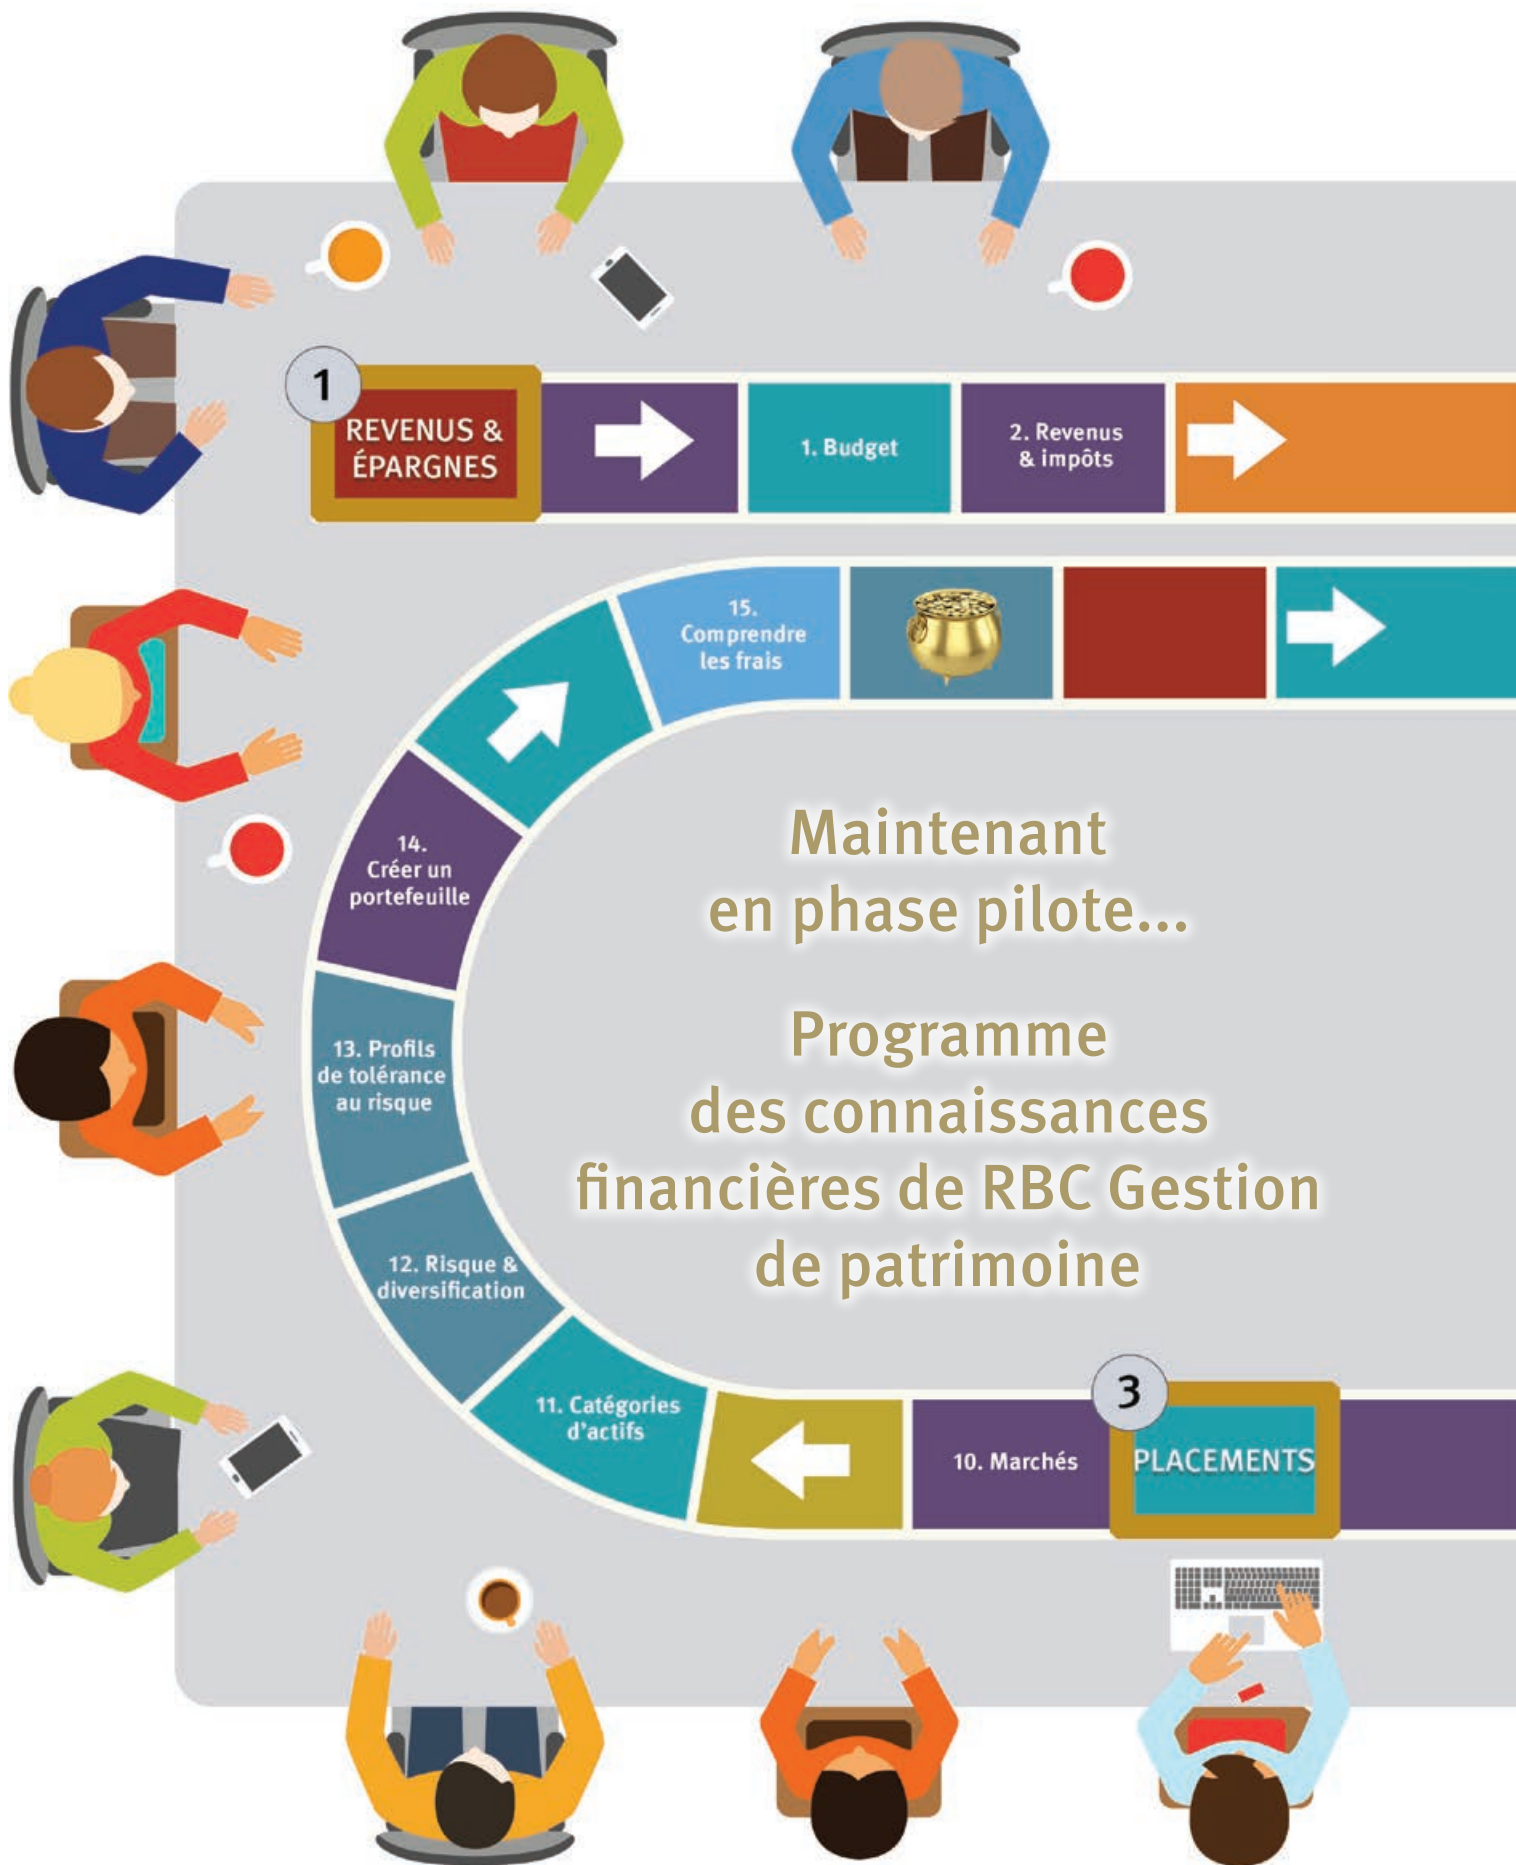 1
REVENUS &
ÉPARGNES
1. Budget
2. Revenus
& impôts
15.
Comprendre
les frais
14.
Créer un
portefeuille
13. Profils
de tolérance
au risque
12. Risque &
diversification
11. Catégories
d'actifs
10. Marchés
3
PLACEMENTS
Maintenant
en phase pilote...
Programme
des connaissances
financières de RBC Gestion
de patrimoine